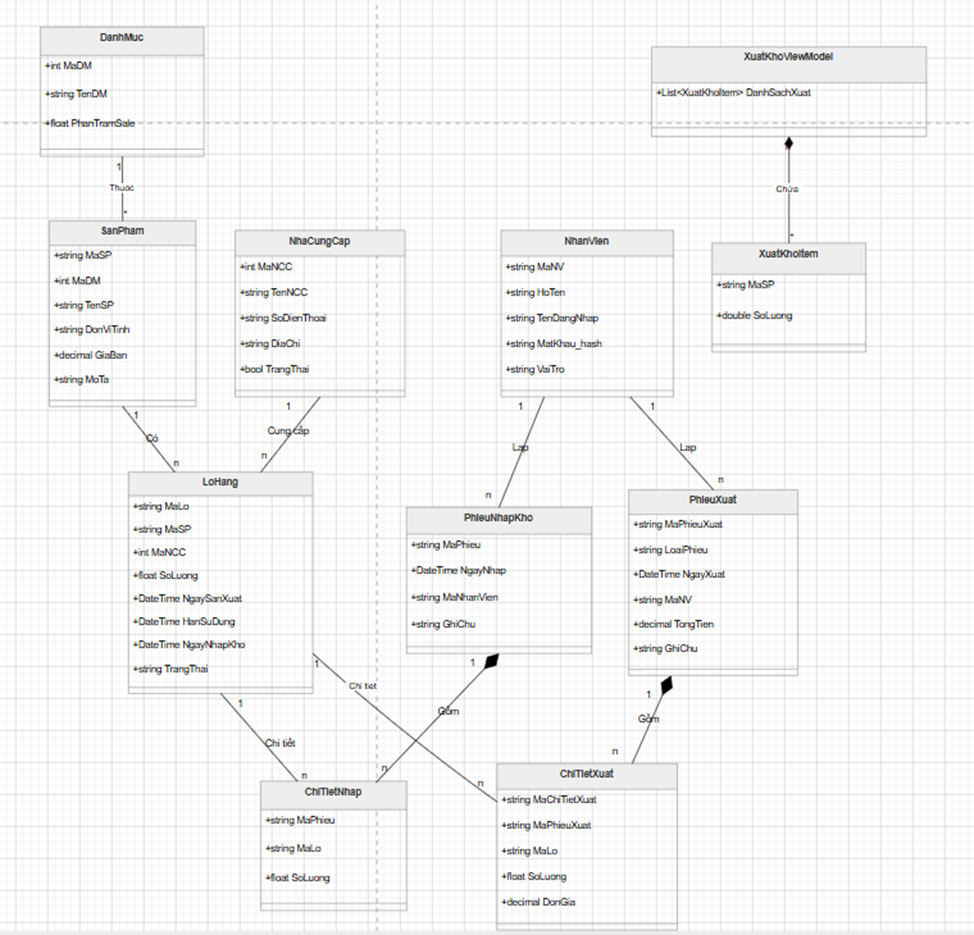 DanhMuc
+int MaDM
+string TenDM
+float PhanTramSale
1
Thuoc
*
XuatKhoViewModel
+List<XuatKhoItem> DanhSachXuat
Chứa
*
XuatKhoItem
+string MaSP
+double SoLuong
SanPham
+string MaSP
+int MaDM
+string TenSP
+string DonViTinh
+decimal GiaBan
+string MoTa
1
Có
n
NhaCungCap
+int MaNCC
+string TenNCC
+string SoDienThoai
+string DiaChi
+bool TrangThai
1
Cung cấp
n
NhanVien
+string MaNV
+string HoTen
+string TenDangNhap
+string MatKhau_hash
+string VaiTro
1
Lap
n
1
Lap
n
LoHang
+string MaLo
+string MaSP
+int MaNCC
+float SoLuong
+DateTime NgaySanXuat
+DateTime HanSuDung
+DateTime NgayNhapKho
+string TrangThai
1
Chi tiet
n
1
Chi tiết
n
PhieuNhapKho
+string MaPhieu
+DateTime NgayNhap
+string MaNhanVien
+string GhiChu
1
Gồm
n
PhieuXuat
+string MaPhieuXuat
+string LoaiPhieu
+DateTime NgayXuat
+string MaNV
+decimal TongTien
+string GhiChu
1
Gồm
n
ChiTietNhap
+string MaPhieu
+string MaLo
+float SoLuong
ChiTietXuat
+string MaChiTietXuat
+string MaPhieuXuat
+string MaLo
+float SoLuong
+decimal DonGia